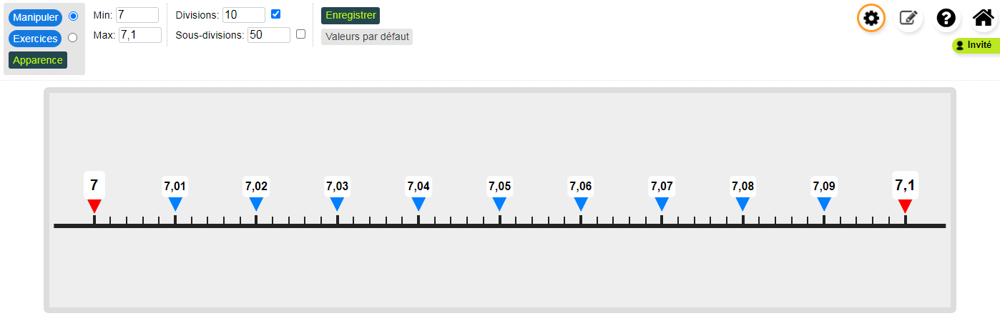 Manipuler Min: 7 Divisions: 10 Enregistrer
Exercices Max: 7,1 Sous-divisions: 50 Valeurs par défaut
Apparence
Invité
7 7,01 7,02 7,03 7,04 7,05 7,06 7,07 7,08 7,09 7,1